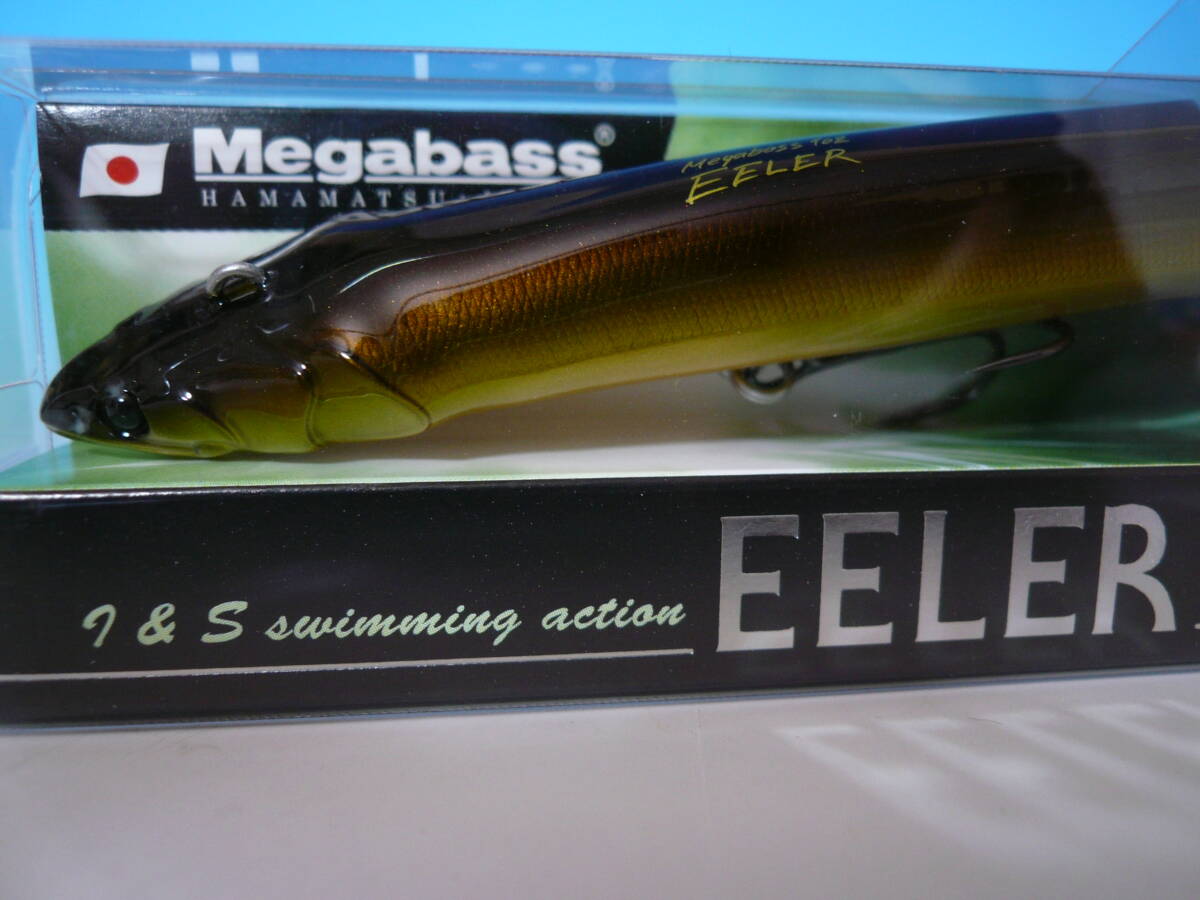 Megabass®
HAMAMATSU
Megabass 1oz
EELER
I & S swimming action
EELER